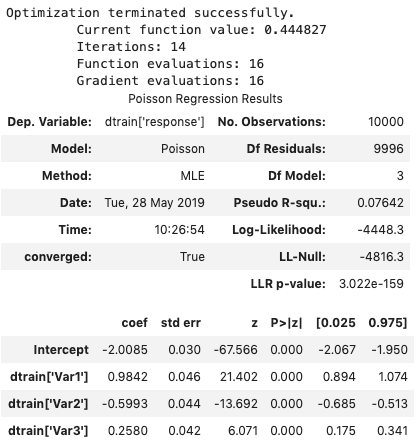 Optimization terminated successfully.
Current function value: 0.444827
Iterations: 14
Function evaluations: 16
Gradient evaluations: 16
Poisson Regression Results
Dep. Variable: dtrain['response'] No. Observations: 10000
Model: Poisson Df Residuals: 9996
Method: MLE Df Model: 3
Date: Tue, 28 May 2019 Pseudo R-squ.: 0.07642
Time: 10:26:54 Log-Likelihood: -4448.3
converged: True LL-Null: -4816.3
LLR p-value: 3.022e-159
coef std err z P>|z| [0.025 0.975]
Intercept -2.0085 0.030 -67.566 0.000 -2.067 -1.950
dtrain['Var1'] 0.9842 0.046 21.402 0.000 0.894 1.074
dtrain['Var2'] -0.5993 0.044 -13.692 0.000 -0.685 -0.513
dtrain['Var3'] 0.2580 0.042 6.071 0.000 0.175 0.341